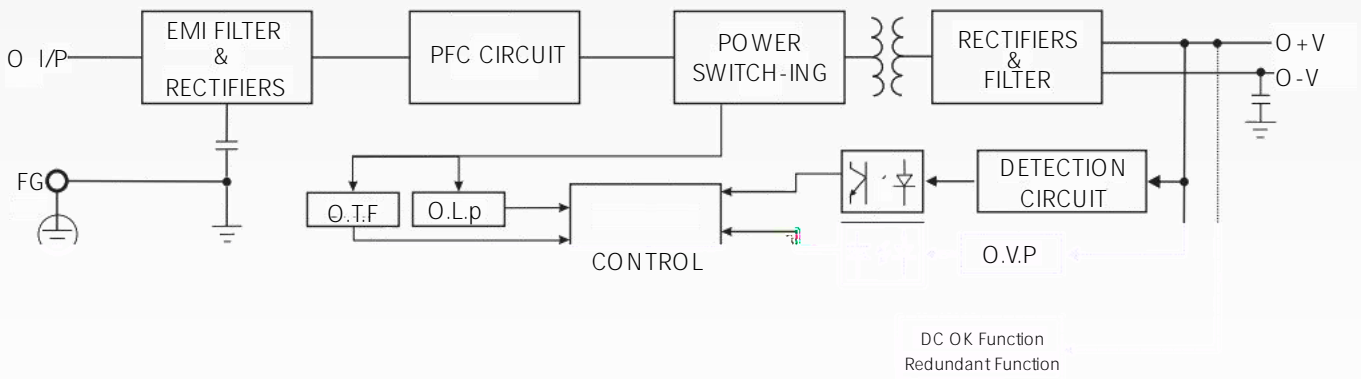 EMI FILTER
&
RECTIFIERS
PFC CIRCUIT
POWER
SWITCH-ING
RECTIFIERS
&
FILTER
O I/P
O +V
O -V
FG
O.T.F
O.L.p
CONTROL
DETECTION
CIRCUIT
O.V.P
DC OK Function
Redundant Function